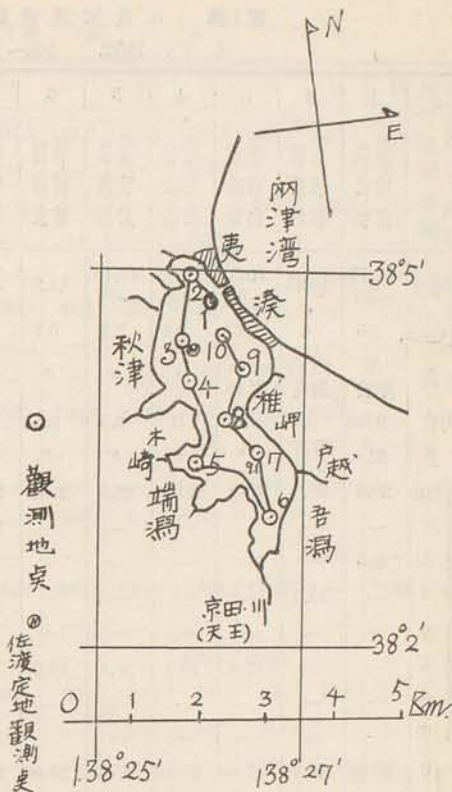 N
E
両津湾
夷
湊
38°5'
秋津
椎岬
木崎
端潟
戸越
吾潟
京田川
(天王)
1
2
3
4
5
6
7
8
9
10
38°2'
0 1 2 3 4 5 Km.
138°25' 138°27'
観測地点
佐渡定地観測点